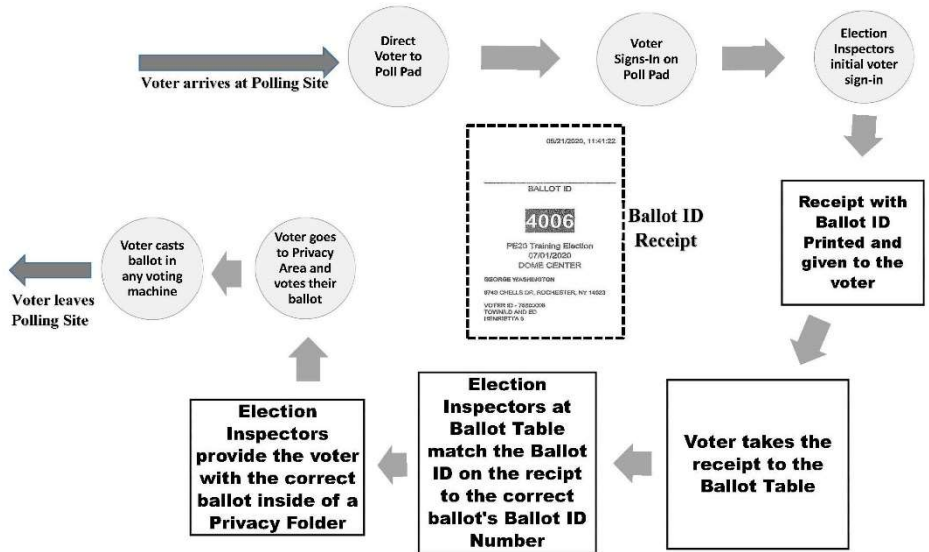 Voter arrives at Polling Site
Direct
Voter to
Poll Pad
Voter
Signs-In on
Poll Pad
Election
Inspectors
initial voter
sign-in
Receipt with
Ballot ID
Printed and
given to the
voter
Voter takes the
receipt to the
Ballot Table
Election
Inspectors at
Ballot Table
match the Ballot
ID on the recipt
to the correct
ballot's Ballot ID
Number
Election
Inspectors
provide the voter
with the correct
ballot inside of a
Privacy Folder
Voter goes
to Privacy
Area and
votes their
ballot
Voter casts
ballot in
any voting
machine
Voter leaves
Polling Site
Ballot ID
Receipt
11:41:22
BALLOT ID
4006
Training Election
07/01/2020
DOME CENTER
GEORGE WASHINGTON
ROCHESTER, NY
VOTER ID -
HENRIETTA